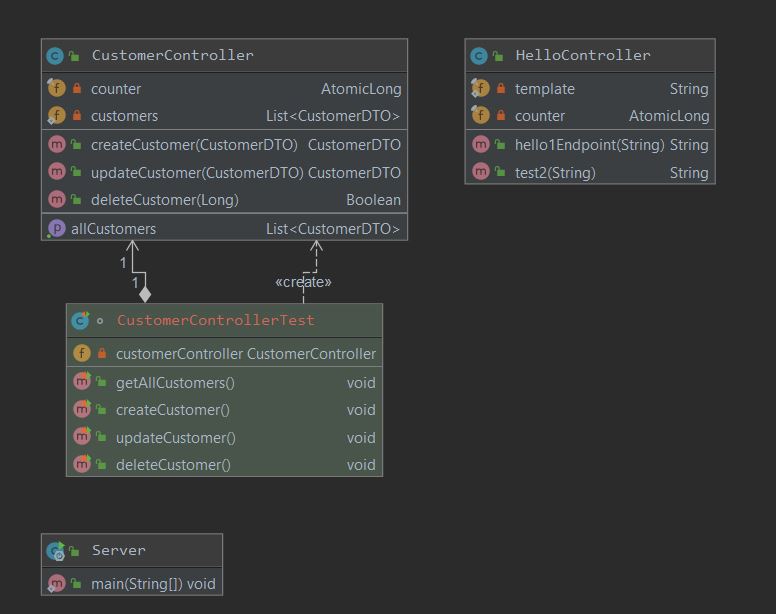 CustomerController
counter AtomicLong
customers List<CustomerDTO>
createCustomer(CustomerDTO) CustomerDTO
updateCustomer(CustomerDTO) CustomerDTO
deleteCustomer(Long) Boolean
allCustomers List<CustomerDTO>
HelloController
template String
counter AtomicLong
hello1Endpoint(String) String
test2(String) String
1
1
«create»
CustomerControllerTest
customerController CustomerController
getAllCustomers() void
createCustomer() void
updateCustomer() void
deleteCustomer() void
Server
main(String[]) void